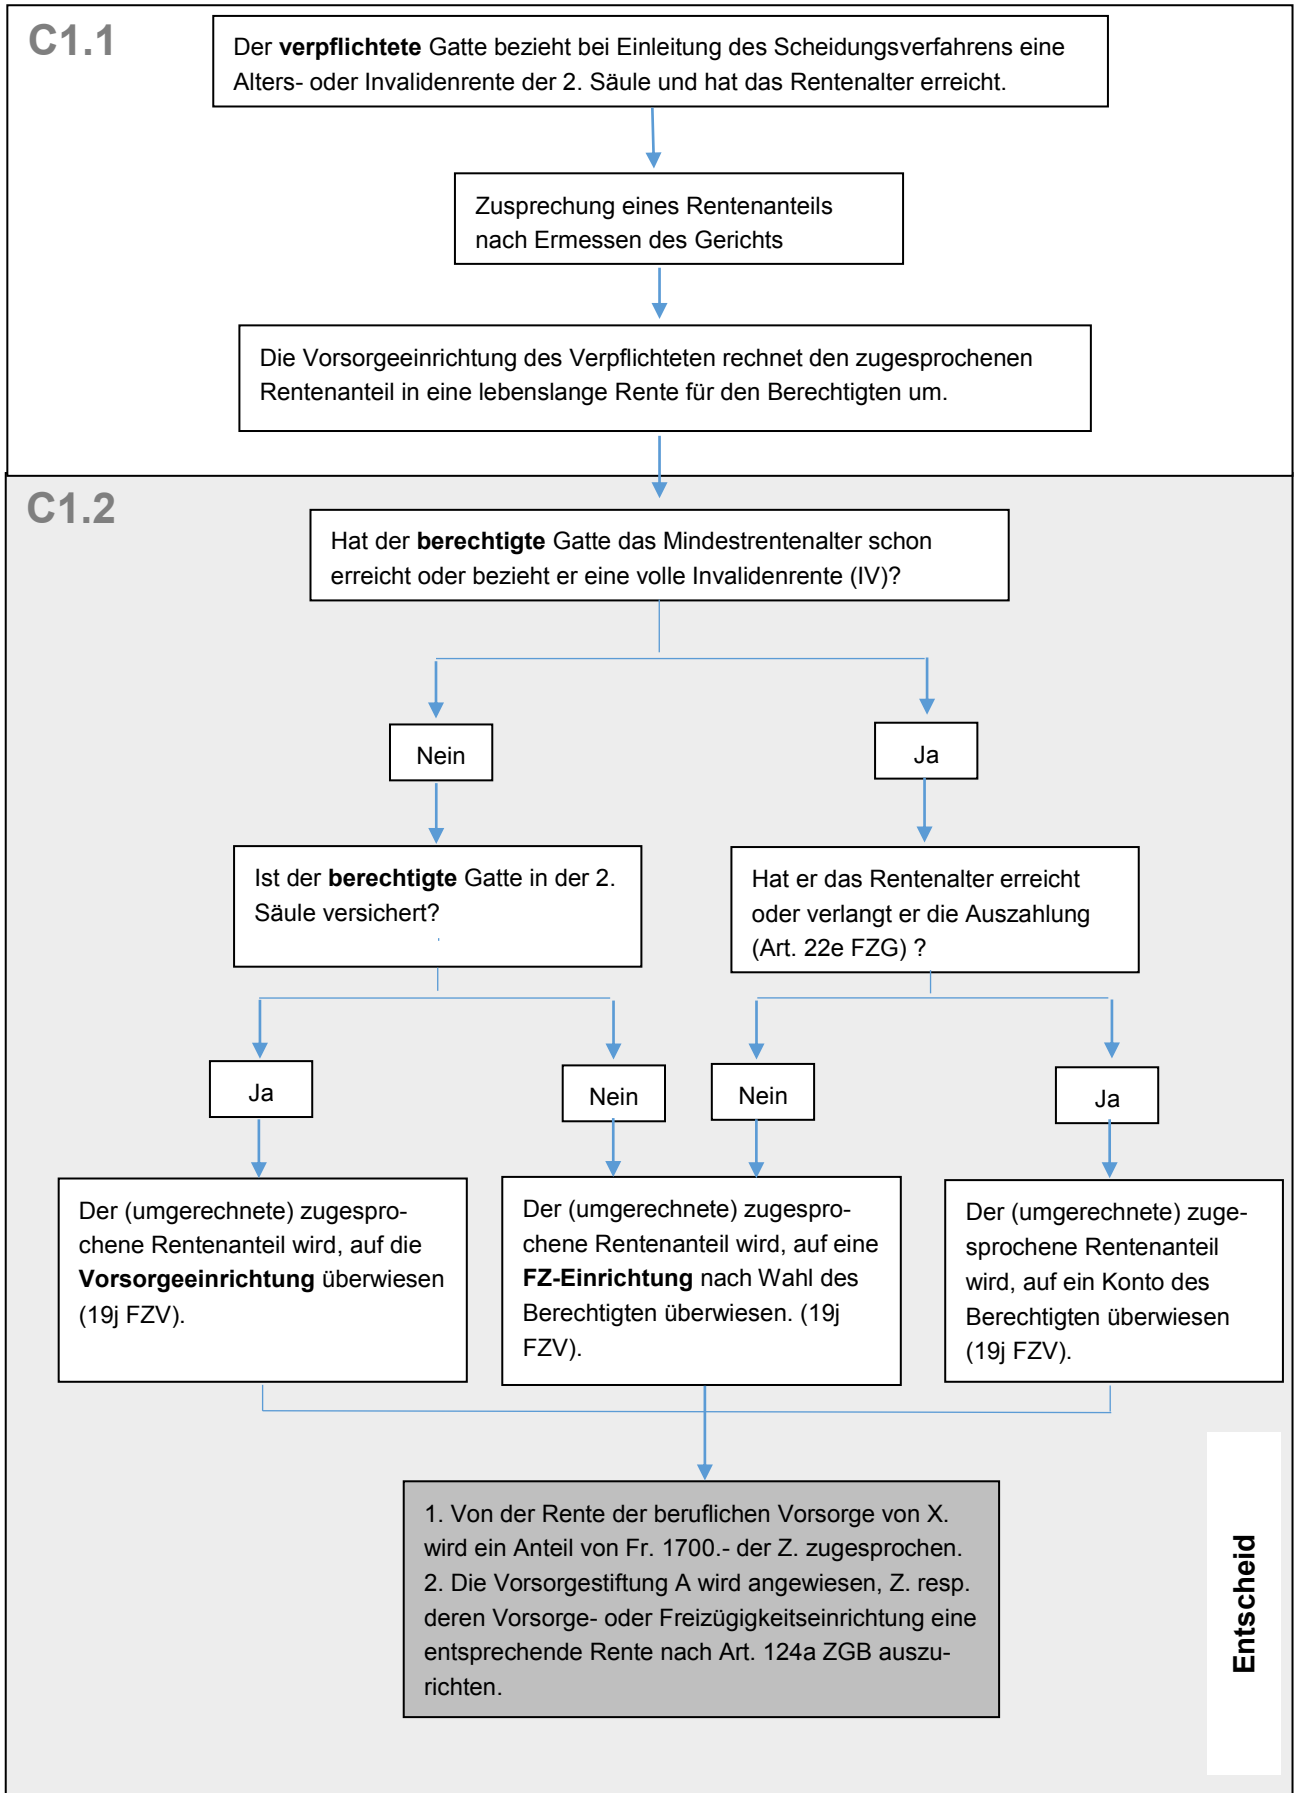 C1.1
Der verpflichtete Gatte bezieht bei Einleitung des Scheidungsverfahrens eine
Alters- oder Invalidenrente der 2. Säule und hat das Rentenalter erreicht.
Zusprechung eines Rentenanteils
nach Ermessen des Gerichts
Die Vorsorgeeinrichtung des Verpflichteten rechnet den zugesprochenen
Rentenanteil in eine lebenslange Rente für den Berechtigten um.
C1.2
Hat der berechtigte Gatte das Mindestrentenalter schon
erreicht oder bezieht er eine volle Invalidenrente (IV)?
Nein
Ja
Ist der berechtigte Gatte in der 2.
Säule versichert?
Hat er das Rentenalter erreicht
oder verlangt er die Auszahlung
(Art. 22e FZG) ?
Ja
Nein
Nein
Ja
Der (umgerechnete) zugespro-
chene Rentenanteil wird, auf die
Vorsorgeeinrichtung überwiesen
(19j FZV).
Der (umgerechnete) zugespro-
chene Rentenanteil wird, auf eine
FZ-Einrichtung nach Wahl des
Berechtigten überwiesen. (19j
FZV).
Der (umgerechnete) zuge-
sprochene Rentenanteil
wird, auf ein Konto des
Berechtigten überwiesen
(19j FZV).
1. Von der Rente der beruflichen Vorsorge von X.
wird ein Anteil von Fr. 1700.- der Z. zugesprochen.
2. Die Vorsorgestiftung A wird angewiesen, Z. resp.
deren Vorsorge- oder Freizügigkeitseinrichtung eine
entsprechende Rente nach Art. 124a ZGB auszu-
richten.
Entscheid